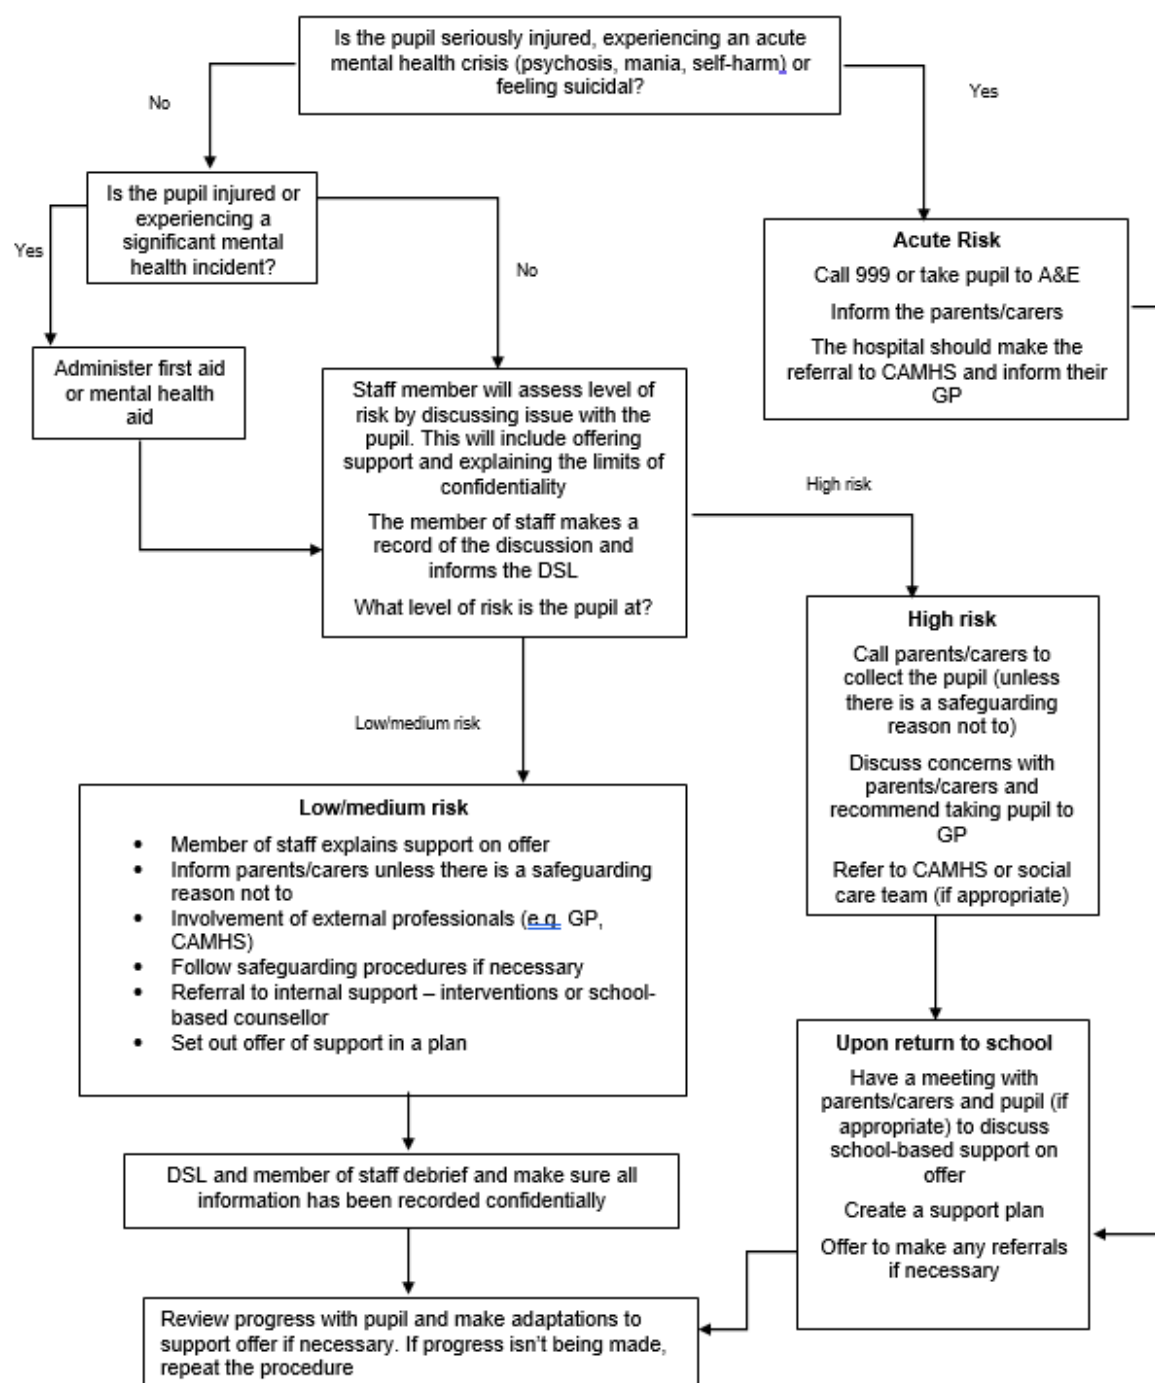 Is the pupil seriously injured, experiencing an acute
mental health crisis (psychosis, mania, self-harm) or
feeling suicidal?
No
Yes
Is the pupil injured or
experiencing a
significant mental
health incident?
Yes
No
Acute Risk
Call 999 or take pupil to A&E
Inform the parents/carers
The hospital should make the
referral to CAMHS and inform their
GP
Administer first aid
or mental health
aid
Staff member will assess level of
risk by discussing issue with the
pupil. This will include offering
support and explaining the limits of
confidentiality
The member of staff makes a
record of the discussion and
informs the DSL
What level of risk is the pupil at?
High risk
High risk
Call parents/carers to
collect the pupil (unless
there is a safeguarding
reason not to)
Discuss concerns with
parents/carers and
recommend taking pupil to
GP
Refer to CAMHS or social
care team (if appropriate)
Low/medium risk
Low/medium risk
• Member of staff explains support on offer
• Inform parents/carers unless there is a safeguarding
reason not to
• Involvement of external professionals (e.g. GP,
CAMHS)
• Follow safeguarding procedures if necessary
• Referral to internal support – interventions or school-
based counsellor
• Set out offer of support in a plan
Upon return to school
Have a meeting with
parents/carers and pupil (if
appropriate) to discuss
school-based support on
offer
Create a support plan
Offer to make any referrals
if necessary
DSL and member of staff debrief and make sure all
information has been recorded confidentially
Review progress with pupil and make adaptations to
support offer if necessary. If progress isn't being made,
repeat the procedure